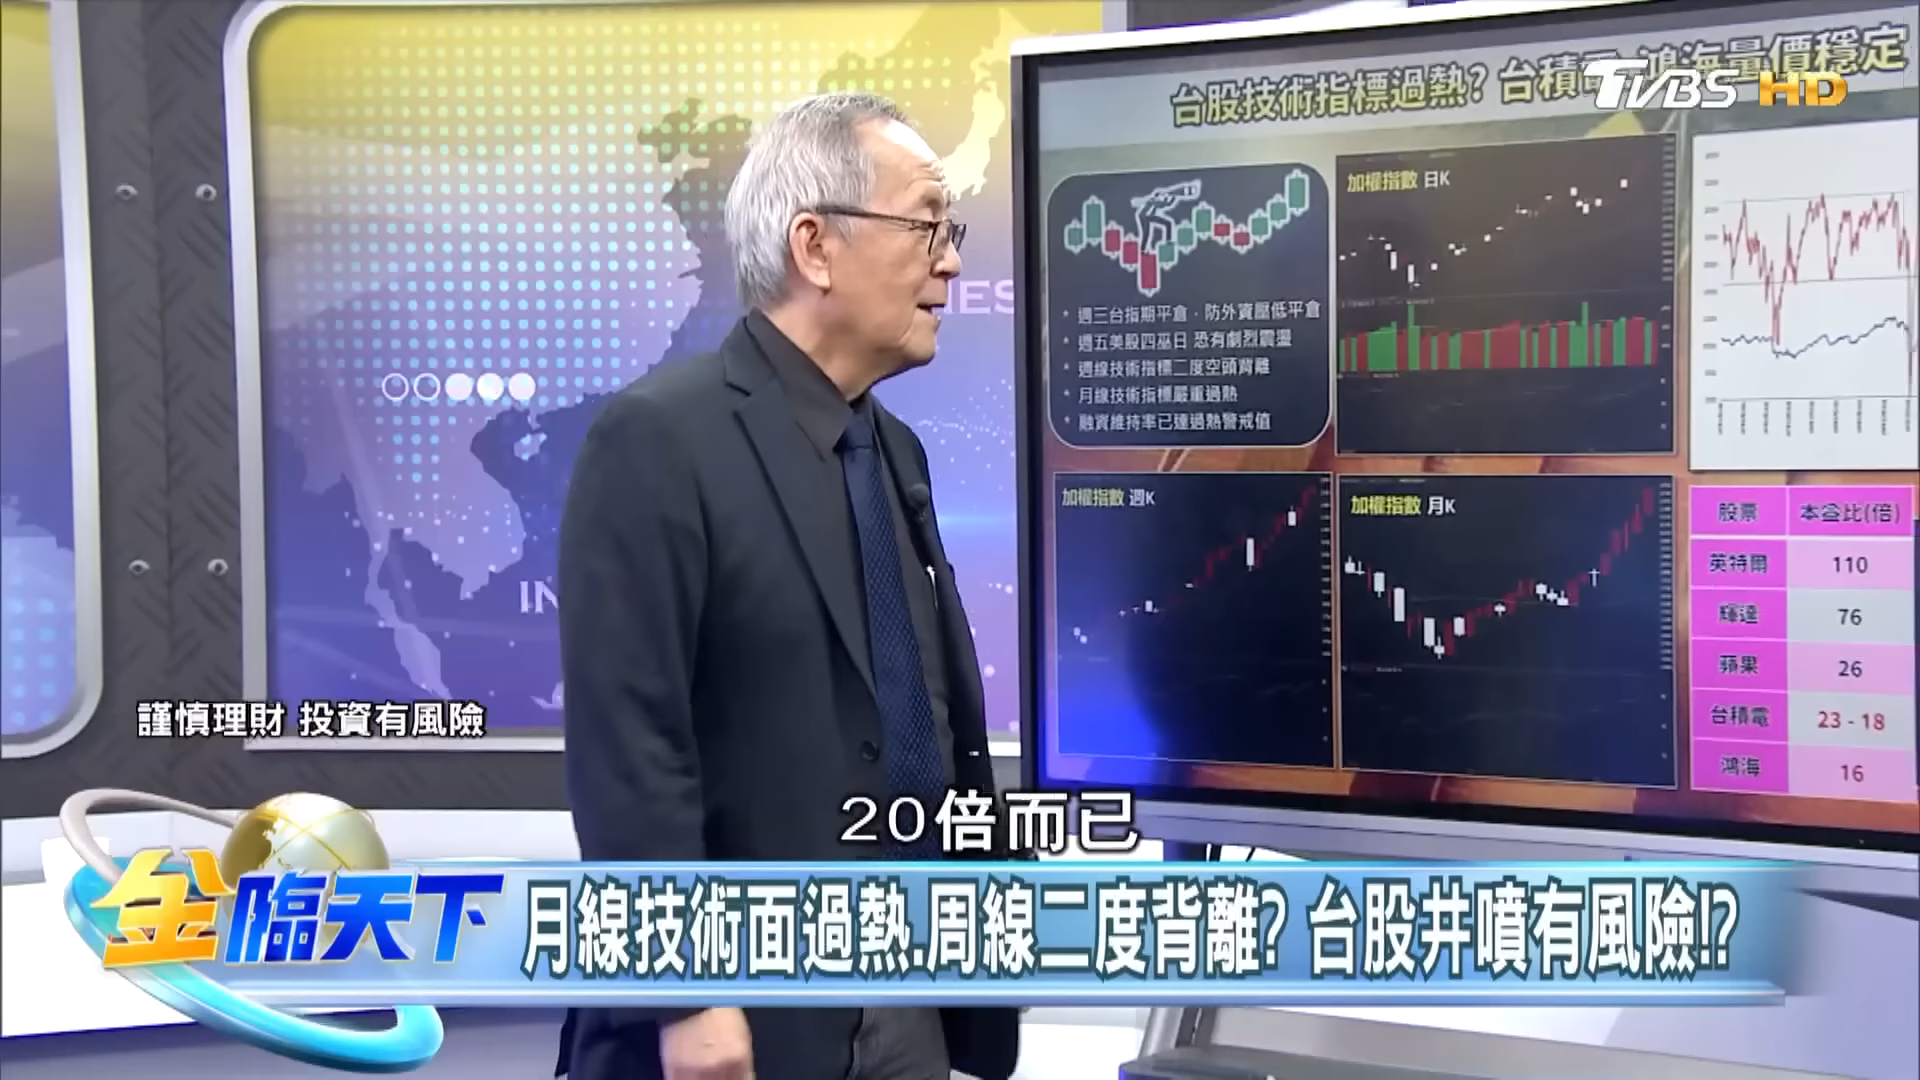 台股技術指標過熱? 台積電 鴻海量價穩定
TVBS HD
加權指數 日K
* 週三台指期平倉，防外資壓低平倉
* 週五美股四巫日 恐有劇烈震盪
* 週線技術指標二度空頭背離
* 月線技術指標嚴重過熱
* 融資維持率已達過熱警戒值
加權指數 週K
加權指數 月K
股票 本益比(倍)
英特爾 110
輝達 76
蘋果 26
台積電 23 - 18
鴻海 16
IN
謹慎理財 投資有風險
20倍而已
金臨天下
月線技術面過熱.周線二度背離? 台股井噴有風險!?